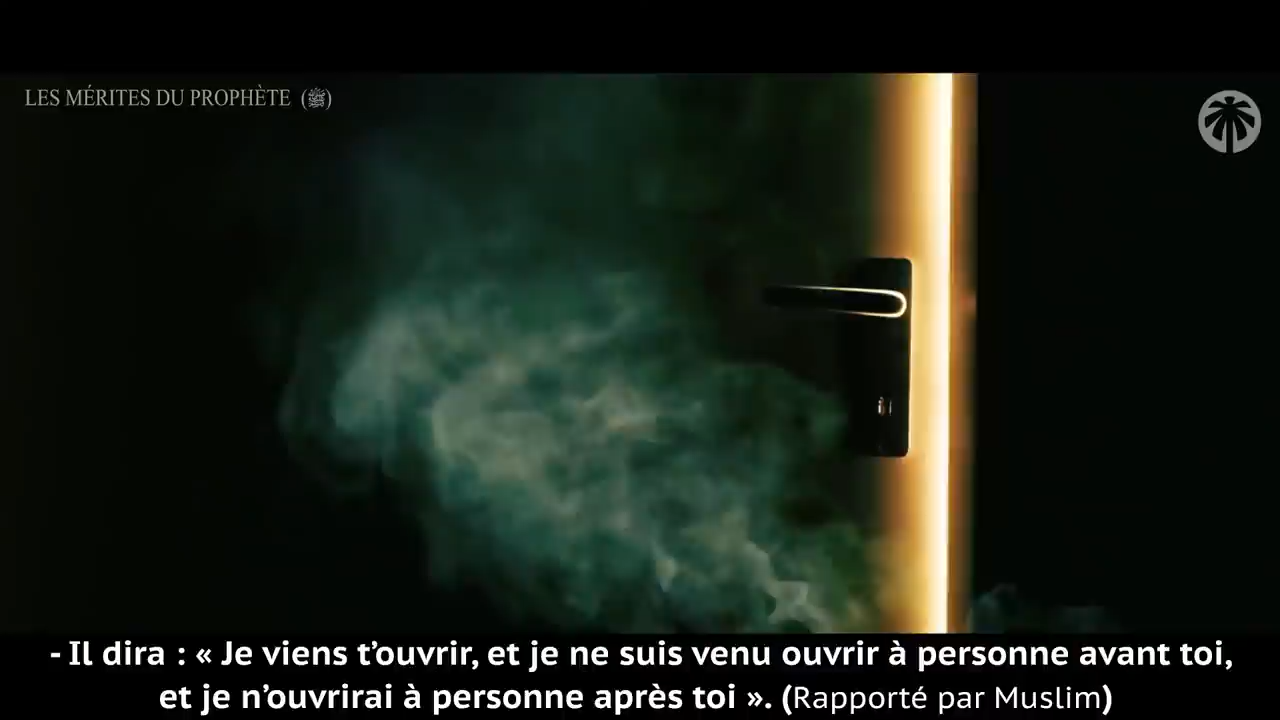 LES MÉRITES DU PROPHÈTE (ﷺ)
- Il dira : « Je viens t’ouvrir, et je ne suis venu ouvrir à personne avant toi,
et je n’ouvrirai à personne après toi ». (Rapporté par Muslim)